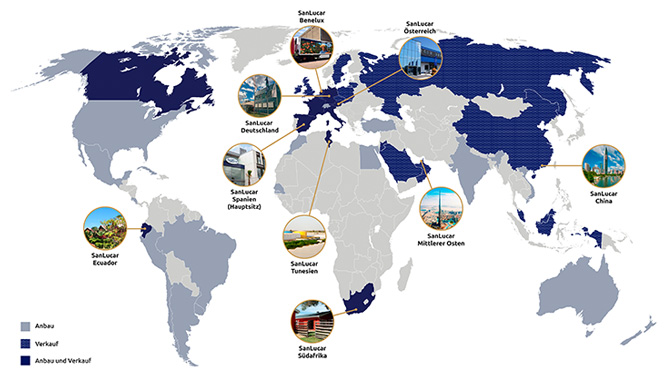 SanLucar
Benelux
SanLucar
Österreich
SanLucar
Deutschland
SanLucar
Spanien
(Hauptsitz)
SanLucar
China
SanLucar
Mittlerer Osten
SanLucar
Ecuador
SanLucar
Tunesien
SanLucar
Südafrika
Anbau
Verkauf
Anbau und Verkauf